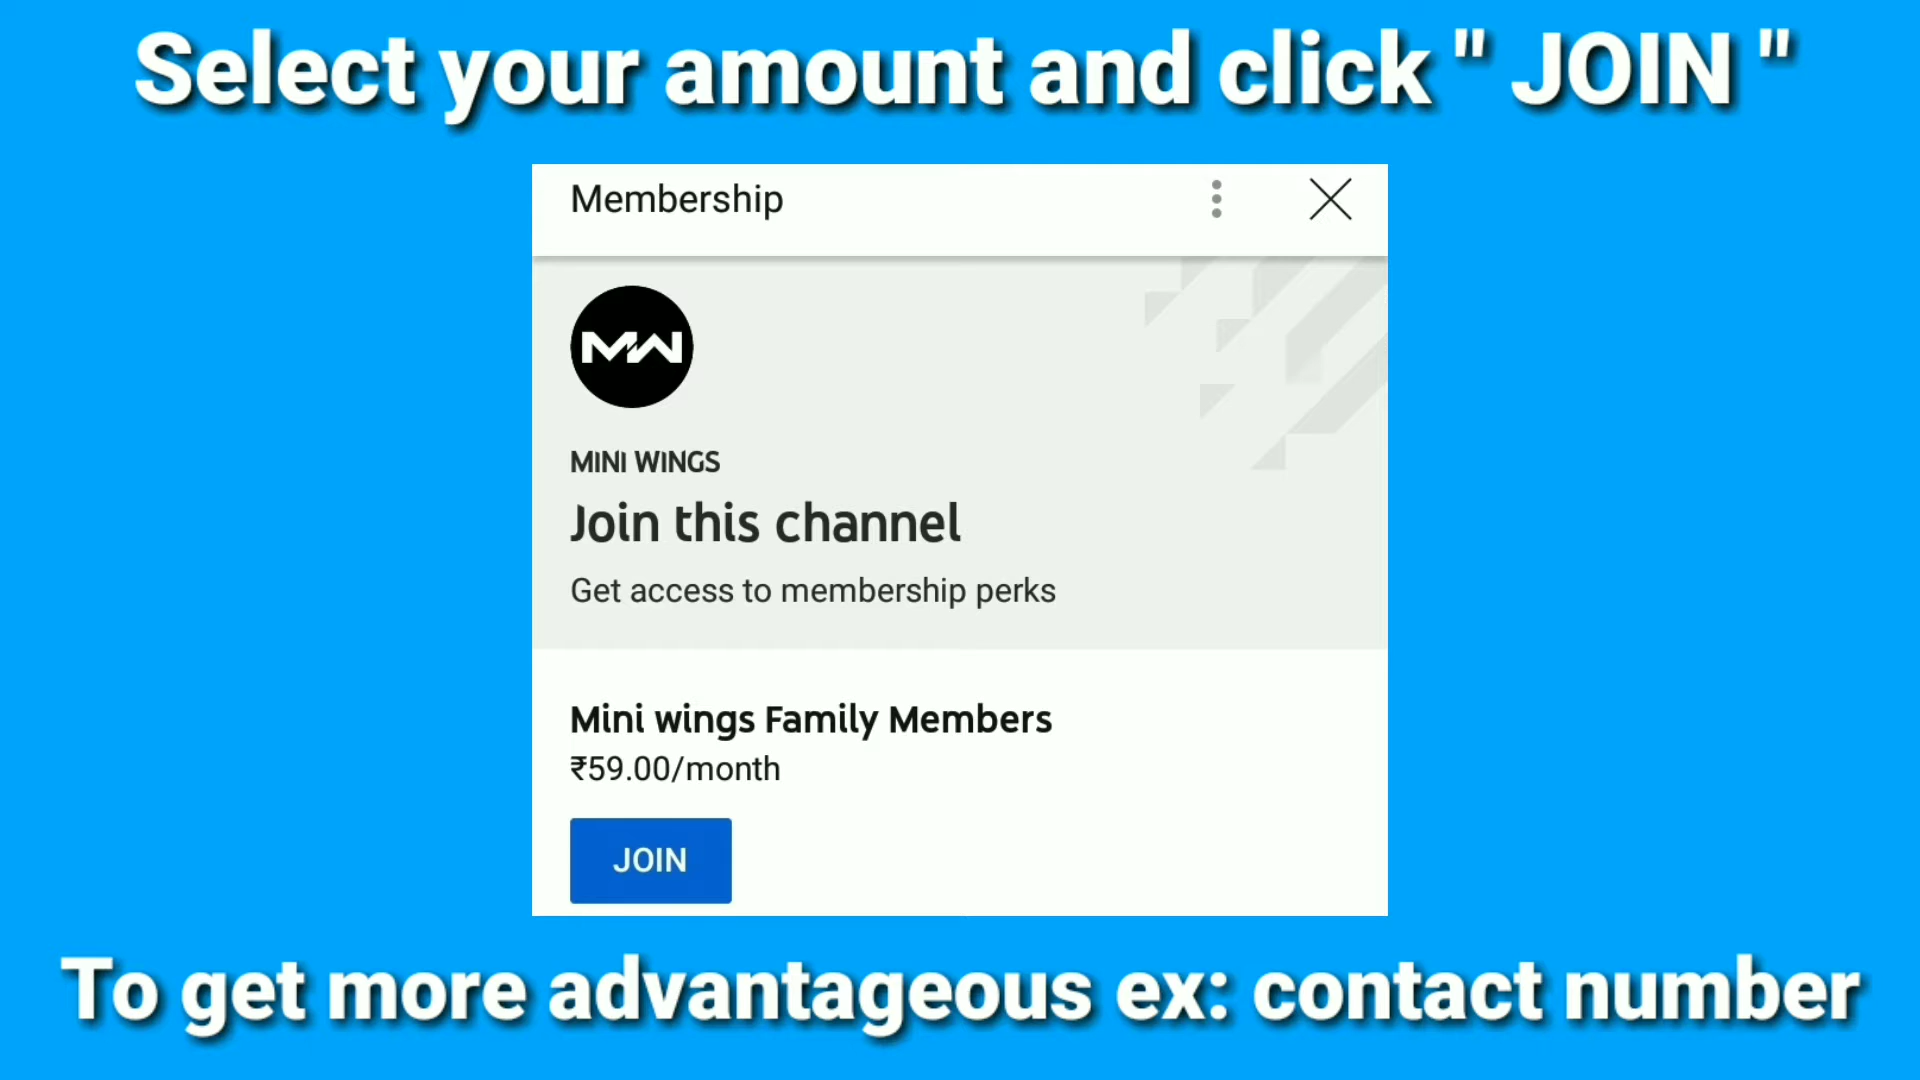 Select your amount and click " JOIN "
Membership
MW
MINI WINGS
Join this channel
Get access to membership perks
Mini wings Family Members
₹59.00/month
JOIN
To get more advantageous ex: contact number